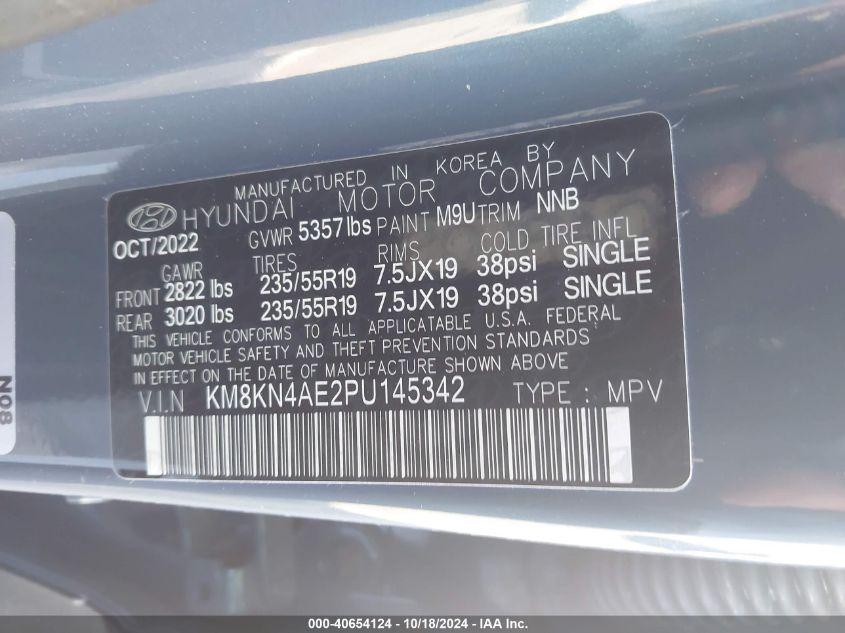 MANUFACTURED IN KOREA BY
HYUNDAI MOTOR COMPANY
OCT/2022 GVWR 5357lbs PAINT M9U TRIM NNB
GAWR TIRES RIMS COLD TIRE INFL
FRONT 2822 lbs 235/55R19 7.5JX19 38psi SINGLE
REAR 3020 lbs 235/55R19 7.5JX19 38psi SINGLE
THIS VEHICLE CONFORMS TO ALL APPLICATABLE U.S.A. FEDERAL
MOTOR VEHICLE SAFETY AND THEFT PREVENTION STANDARDS
IN EFFECT ON THE DATE OF MANUFACTURE SHOWN ABOVE
V.I.N KM8KN4AE2PU145342 TYPE : MPV
N08
000-40654124 - 10/18/2024 - IAA Inc.